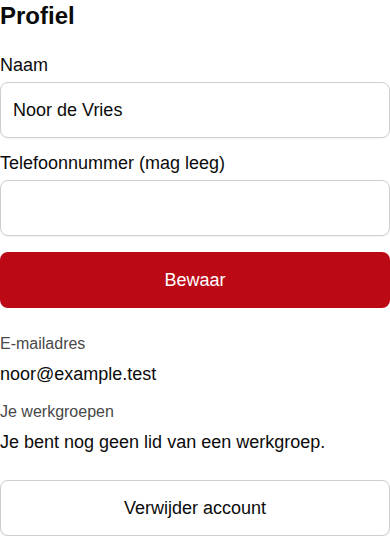 Profiel
Naam
Noor de Vries
Telefoonnummer (mag leeg)
Bewaar
E-mailadres
noor@example.test
Je werkgroepen
Je bent nog geen lid van een werkgroep.
Verwijder account